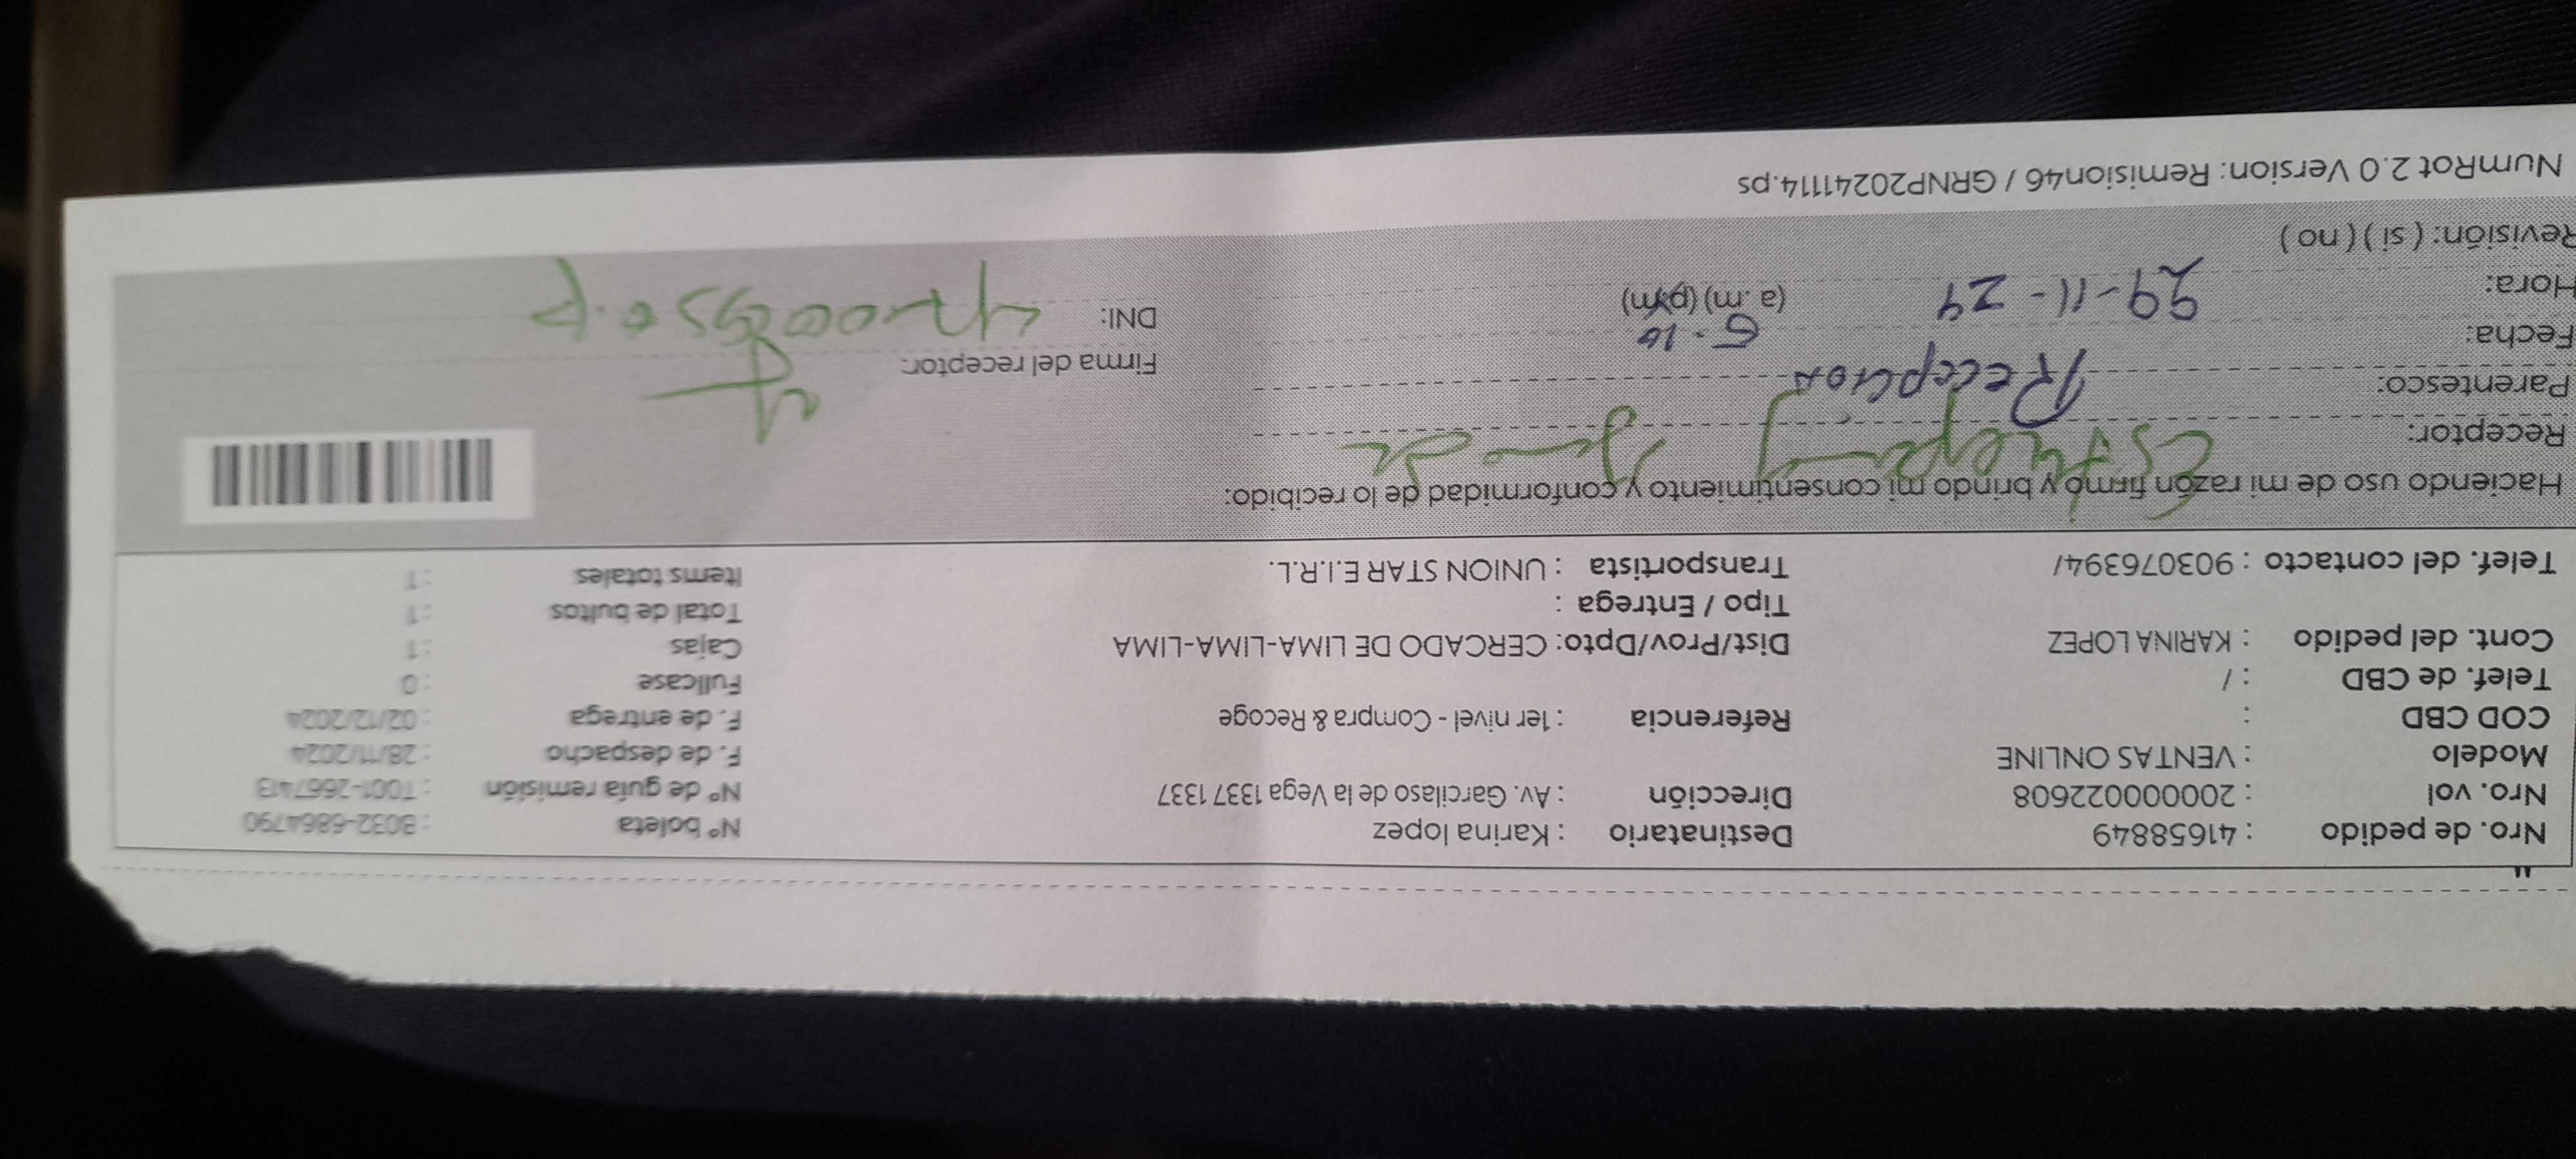 Nro. de pedido : 41658849 Destinatario : Karina lopez Nº boleta : B032-6864790
Nro. vol : 2000000022608 Dirección : Av. Garcilaso de la Vega 1337 1337 Nº de guía remisión : T001-2667413
Modelo : VENTAS ONLINE F. de despacho : 28/11/2024
COD CBD : Referencia : 1er nivel - Compra & Recoge F. de entrega : 02/12/2024
Telef. de CBD : / Fullcase : 0
Cont. del pedido : KARINA LOPEZ Dist/Prov/Dpto: CERCADO DE LIMA-LIMA-LIMA Cajas : 1
Tipo / Entrega : Total de bultos : 1
Telef. del contacto : 903076394/ Transportista : UNION STAR E.I.R.L. Items totales : 1
Haciendo uso de mi razón firmo y brindo mi consentimiento y conformidad de lo recibido:
Receptor:
Parentesco: Recepcion Firma del receptor:
Fecha: 5.10 DNI:
Hora: 29-11-24 (a.m) (p.m)
Revisión: ( si ) ( no )
NumRot 2.0 Version: Remision46 / GRNP20241114.ps